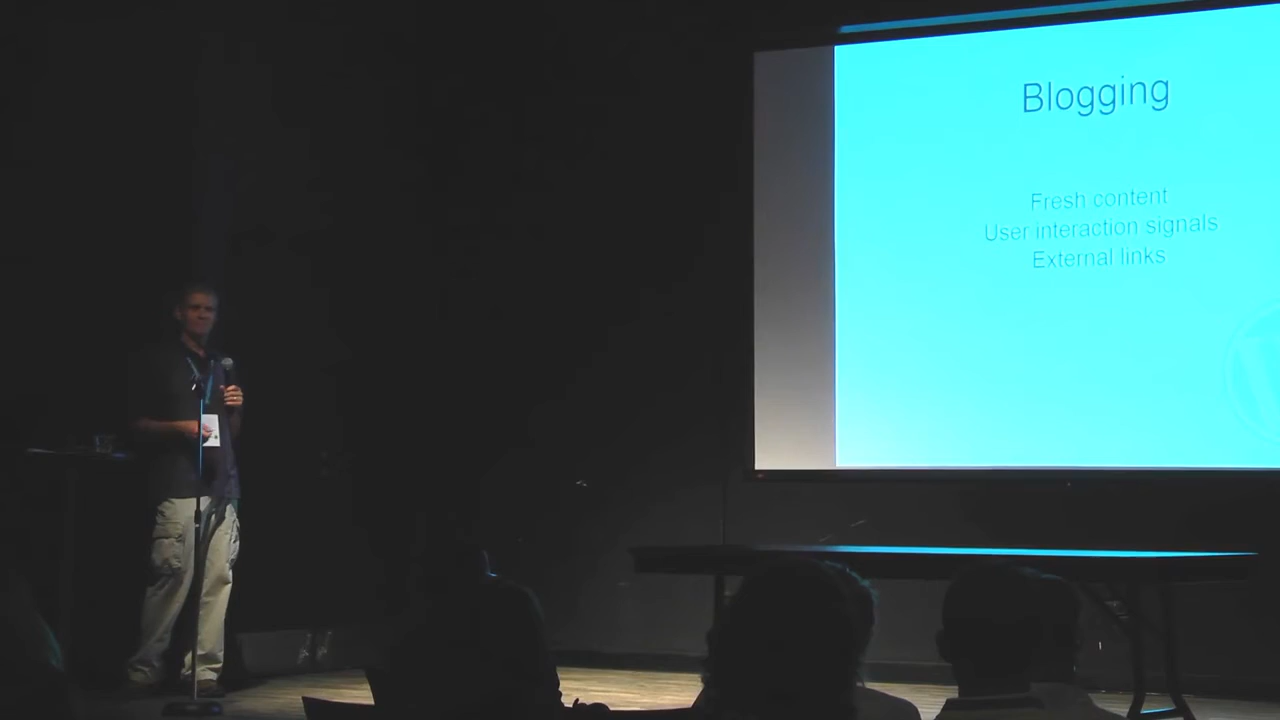 Blogging
Fresh content
User interaction signals
External links